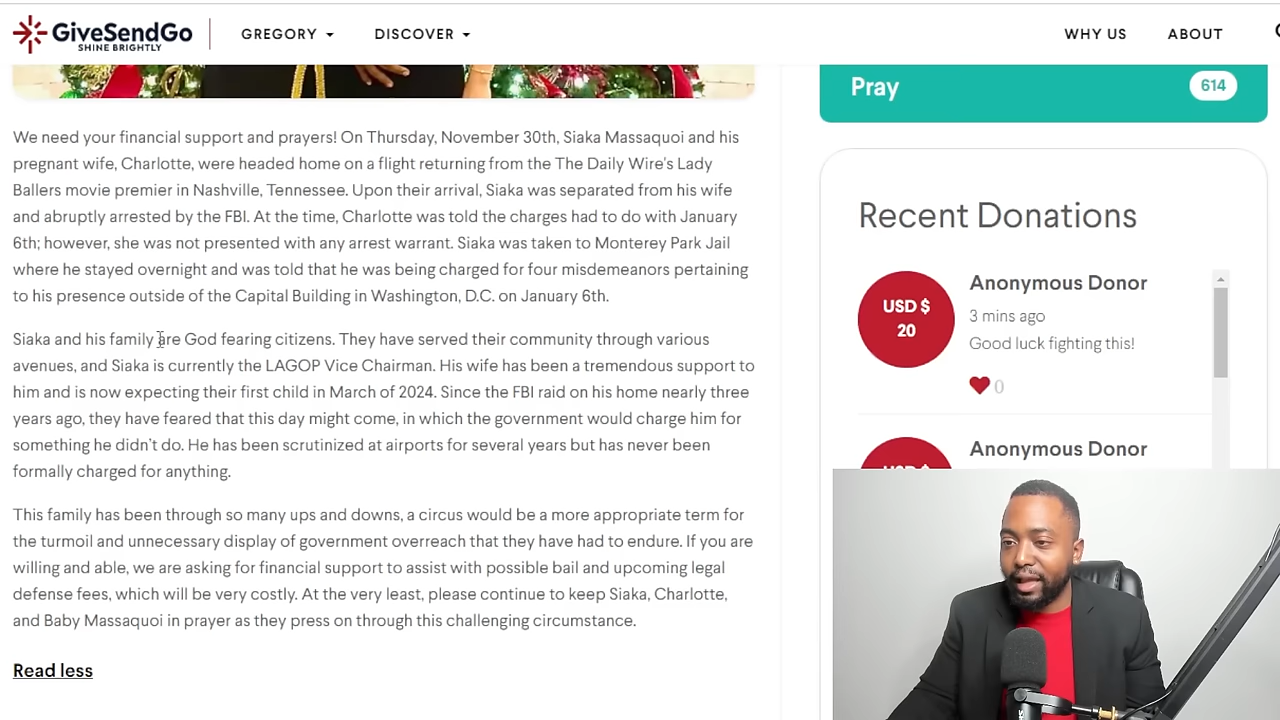 GiveSendGo
SHINE BRIGHTLY
GREGORY
DISCOVER
WHY US
ABOUT
Pray
614
We need your financial support and prayers! On Thursday, November 30th, Siaka Massaquoi and his
pregnant wife, Charlotte, were headed home on a flight returning from the The Daily Wire's Lady
Ballers movie premier in Nashville, Tennessee. Upon their arrival, Siaka was separated from his wife
and abruptly arrested by the FBI. At the time, Charlotte was told the charges had to do with January
6th; however, she was not presented with any arrest warrant. Siaka was taken to Monterey Park Jail
where he stayed overnight and was told that he was being charged for four misdemeanors pertaining
to his presence outside of the Capital Building in Washington, D.C. on January 6th.
Siaka and his family are God fearing citizens. They have served their community through various
avenues, and Siaka is currently the LAGOP Vice Chairman. His wife has been a tremendous support to
him and is now expecting their first child in March of 2024. Since the FBI raid on his home nearly three
years ago, they have feared that this day might come, in which the government would charge him for
something he didn't do. He has been scrutinized at airports for several years but has never been
formally charged for anything.
This family has been through so many ups and downs, a circus would be a more appropriate term for
the turmoil and unnecessary display of government overreach that they have had to endure. If you are
willing and able, we are asking for financial support to assist with possible bail and upcoming legal
defense fees, which will be very costly. At the very least, please continue to keep Siaka, Charlotte,
and Baby Massaquoi in prayer as they press on through this challenging circumstance.
Read less
Recent Donations
USD $
20
Anonymous Donor
3 mins ago
Good luck fighting this!
0
Anonymous Donor
USD $